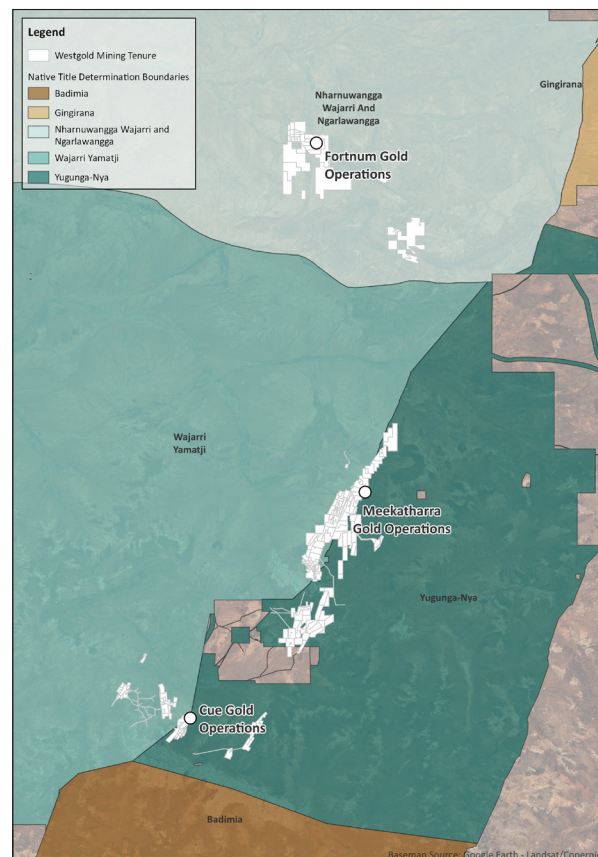 Legend
Westgold Mining Tenure
Native Title Determination Boundaries
Badimia
Gingirana
Nharnuwangga Wajarri and
Ngarlawangga
Wajarri Yamatji
Yugunga-Nya
Gingirana
Nharnuwangga
Wajarri And
Ngarlawangga
Fortnum Gold
Operations
Wajarri
Yamatji
Meekatharra
Gold Operations
Yugunga-Nya
Cue Gold
Operations
Badimia
Basemap Source: Google Earth - Landsat/Copernic